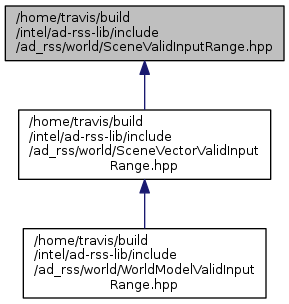 /home/travis/build
/intel/ad-rss-lib/include
/ad_rss/world/SceneValidInputRange.hpp
/home/travis/build
/intel/ad-rss-lib/include
/ad_rss/world/SceneVectorValidInput
Range.hpp
/home/travis/build
/intel/ad-rss-lib/include
/ad_rss/world/WorldModelValidInput
Range.hpp